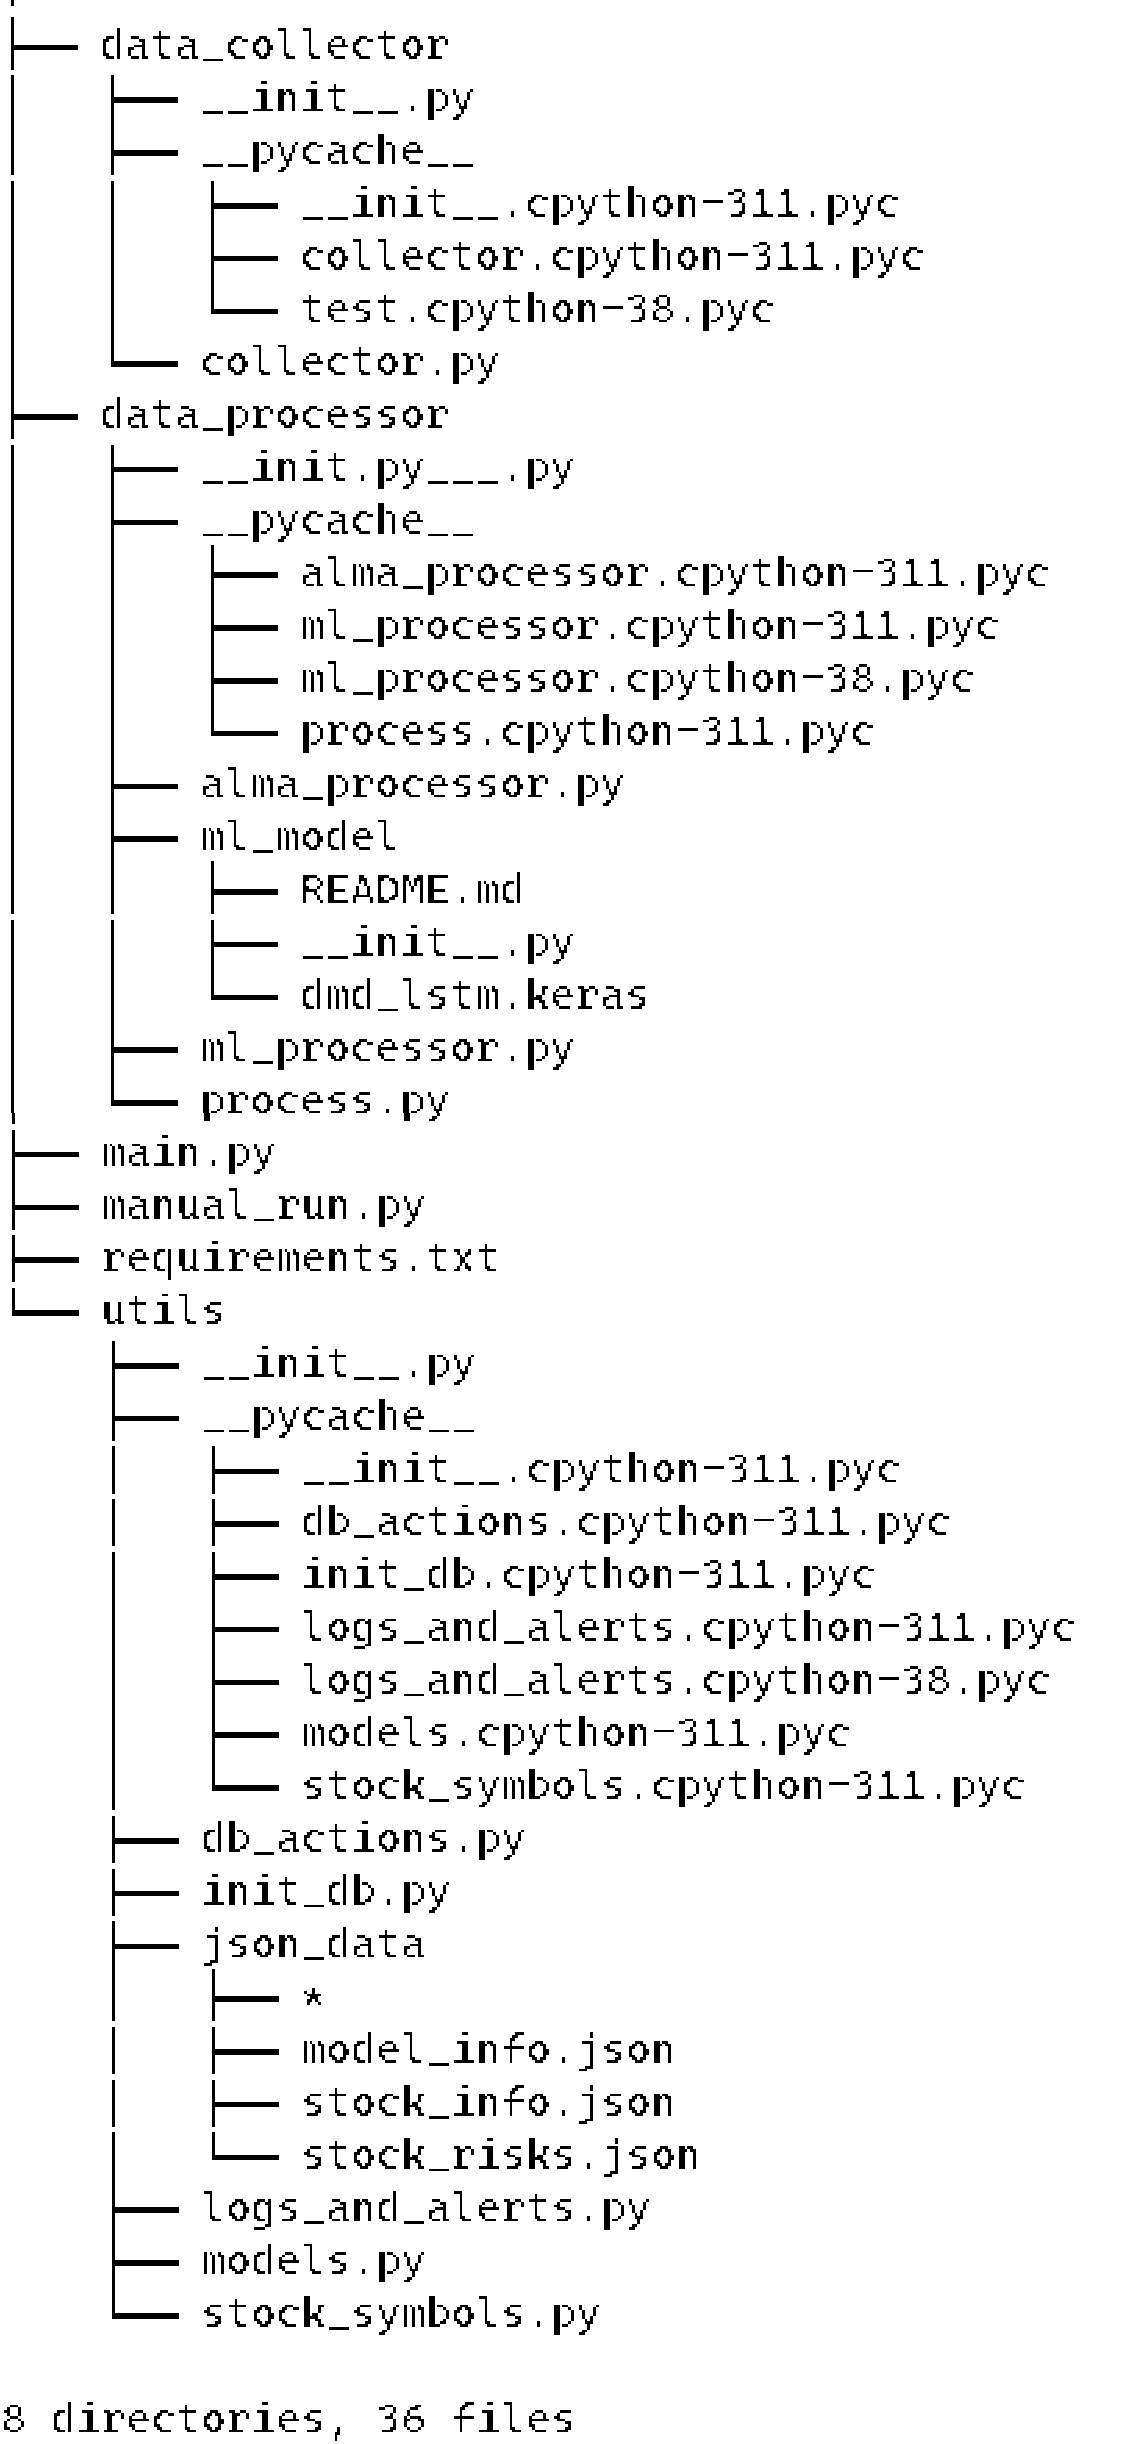 ├── data_collector
│   ├── __init__.py
│   ├── __pycache__
│   │   ├── __init__.cpython-311.pyc
│   │   ├── collector.cpython-311.pyc
│   │   └── test.cpython-38.pyc
│   └── collector.py
├── data_processor
│   ├── __init.py___.py
│   ├── __pycache__
│   │   ├── alma_processor.cpython-311.pyc
│   │   ├── ml_processor.cpython-311.pyc
│   │   ├── ml_processor.cpython-38.pyc
│   │   └── process.cpython-311.pyc
│   ├── alma_processor.py
│   ├── ml_model
│   │   ├── README.md
│   │   ├── __init__.py
│   │   └── dmd_lstm.keras
│   ├── ml_processor.py
│   └── process.py
├── main.py
├── manual_run.py
├── requirements.txt
└── utils
    ├── __init__.py
    ├── __pycache__
    │   ├── __init__.cpython-311.pyc
    │   ├── db_actions.cpython-311.pyc
    │   ├── init_db.cpython-311.pyc
    │   ├── logs_and_alerts.cpython-311.pyc
    │   ├── logs_and_alerts.cpython-38.pyc
    │   ├── models.cpython-311.pyc
    │   └── stock_symbols.cpython-311.pyc
    ├── db_actions.py
    ├── init_db.py
    ├── json_data
    │   ├── *
    │   ├── model_info.json
    │   ├── stock_info.json
    │   └── stock_risks.json
    ├── logs_and_alerts.py
    ├── models.py
    └── stock_symbols.py
8 directories, 36 files